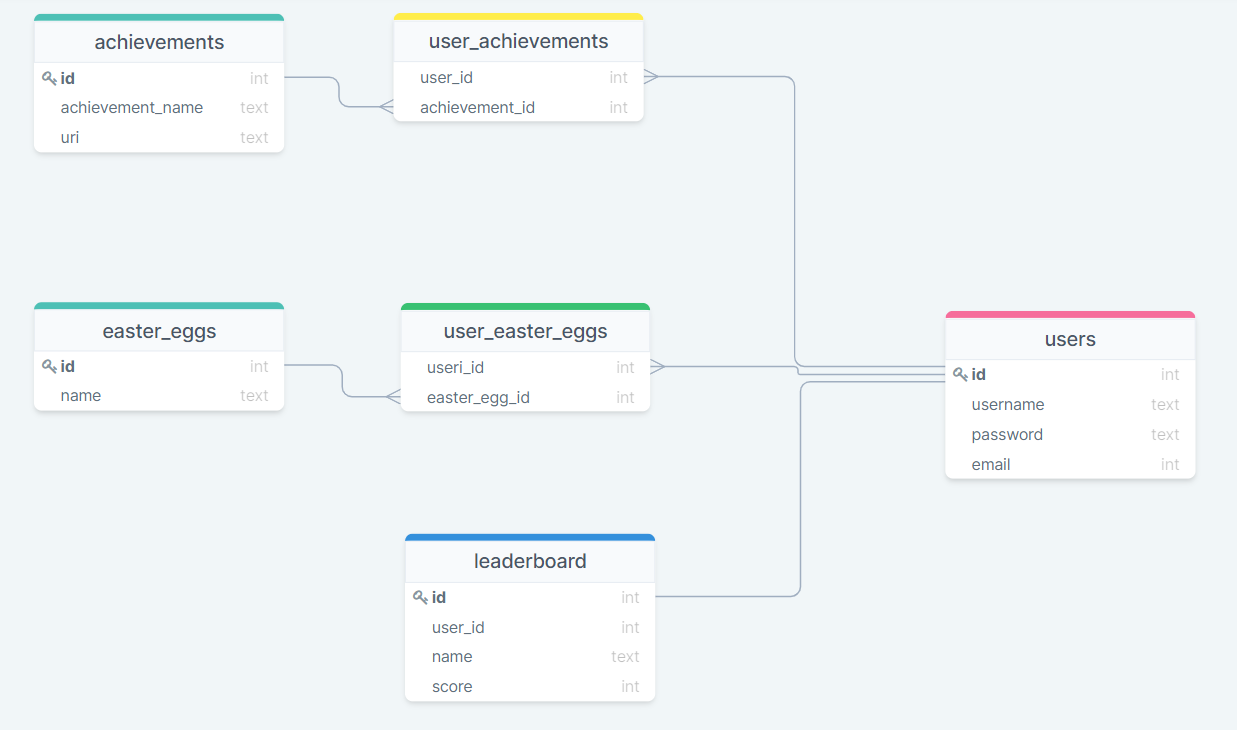 achievements
id int
achievement_name text
uri text
user_achievements
user_id int
achievement_id int
easter_eggs
id int
name text
user_easter_eggs
useri_id int
easter_egg_id int
users
id int
username text
password text
email int
leaderboard
id int
user_id int
name text
score int